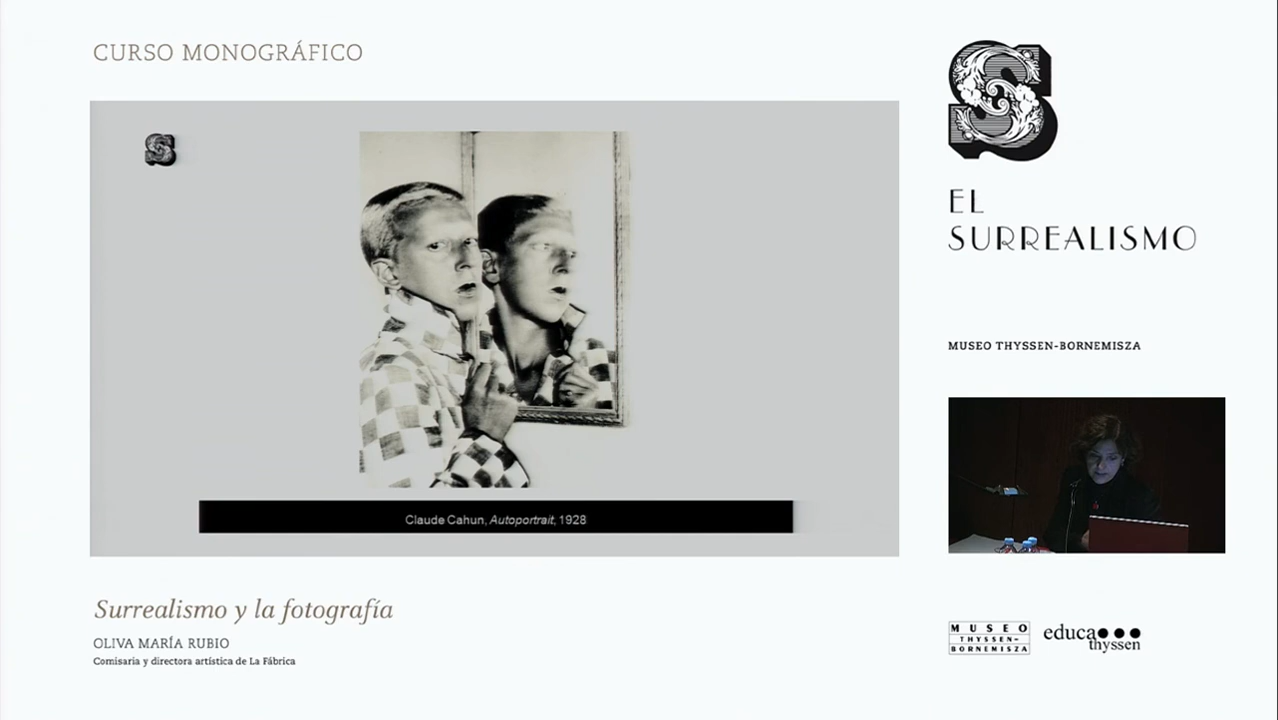 CURSO MONOGRÁFICO
S
S
EL
SURREALISMO
MUSEO THYSSEN-BORNEMISZA
Claude Cahun, Autoportrait, 1928
Surrealismo y la fotografía
OLIVA MARÍA RUBIO
Comisaria y directora artística de La Fábrica
MUSEO
THYSSEN-
BORNEMISZA
educa
thyssen